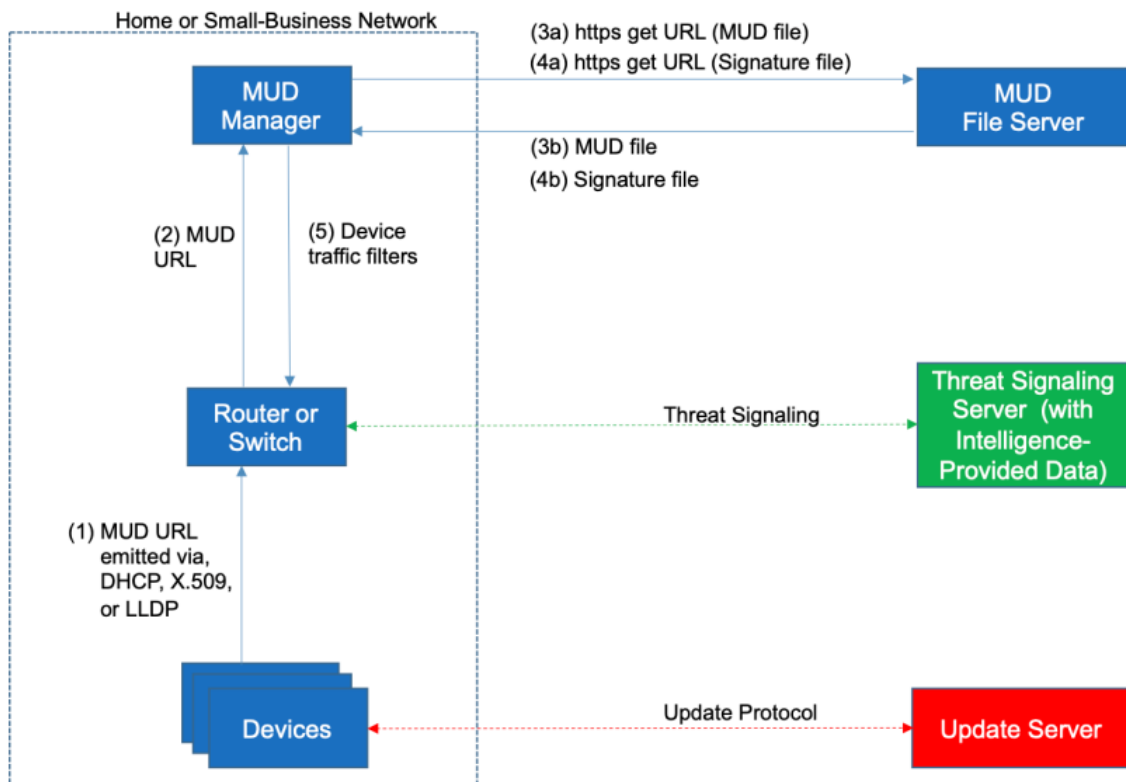 Home or Small-Business Network
(3a) https get URL (MUD file)
(4a) https get URL (Signature file)
MUD
Manager
MUD
File Server
(3b) MUD file
(4b) Signature file
(2) MUD
URL
(5) Device
traffic filters
Router or
Switch
Threat Signaling
Threat Signaling
Server (with
Intelligence-
Provided Data)
(1) MUD URL
emitted via,
DHCP, X.509,
or LLDP
Devices
Update Protocol
Update Server